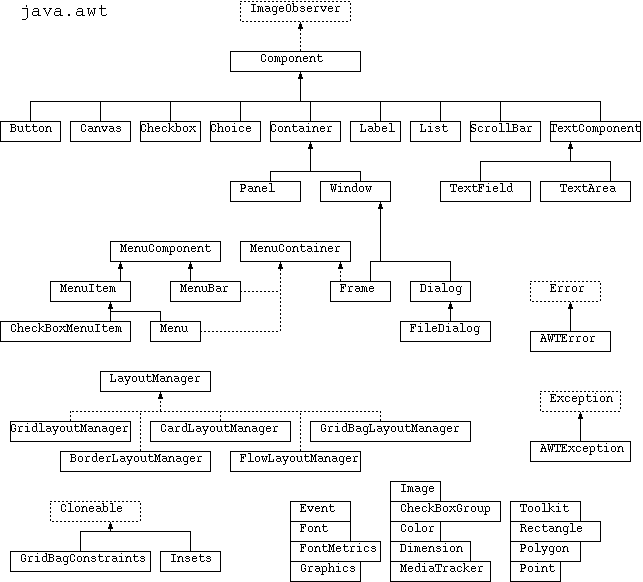 java.awt
ImageObserver
Component
Button Canvas Checkbox Choice Container Label List ScrollBar TextComponent
Panel Window TextField TextArea
MenuComponent MenuContainer
MenuItem MenuBar Frame Dialog Error
CheckBoxMenuItem Menu FileDialog AWTError
LayoutManager
Exception
GridlayoutManager CardLayoutManager GridBagLayoutManager
BorderLayoutManager FlowLayoutManager AWTException
Image
Cloneable Event CheckBoxGroup Toolkit
Font Color Rectangle
GridBagConstraints Insets FontMetrics Dimension Polygon
Graphics MediaTracker Point